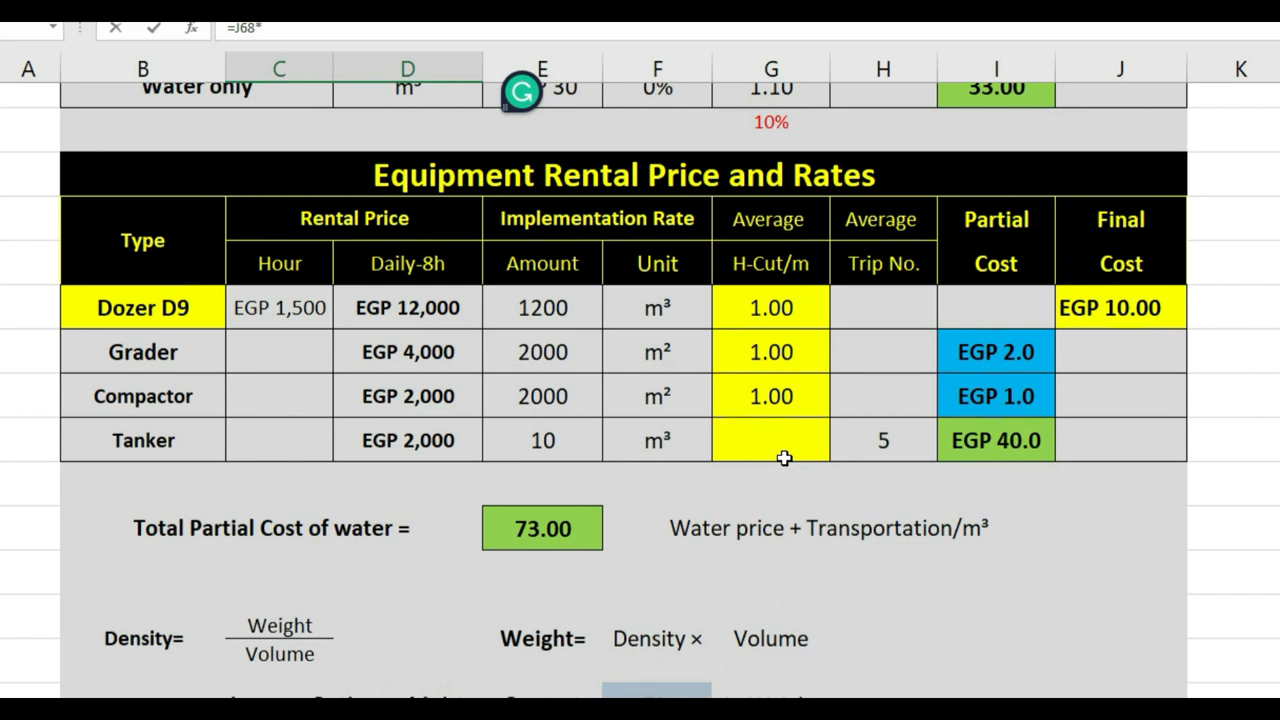 =J68*
A B C D E F G H I J K
Water only m³ 30 0% 1.10 33.00
10%
Equipment Rental Price and Rates
Type Rental Price Implementation Rate Average Average Partial Final
Hour Daily-8h Amount Unit H-Cut/m Trip No. Cost Cost
Dozer D9 EGP 1,500 EGP 12,000 1200 m³ 1.00 EGP 10.00
Grader EGP 4,000 2000 m² 1.00 EGP 2.0
Compactor EGP 2,000 2000 m² 1.00 EGP 1.0
Tanker EGP 2,000 10 m³ 5 EGP 40.0
Total Partial Cost of water = 73.00 Water price + Transportation/m³
Density= Weight Weight= Density × Volume
Volume